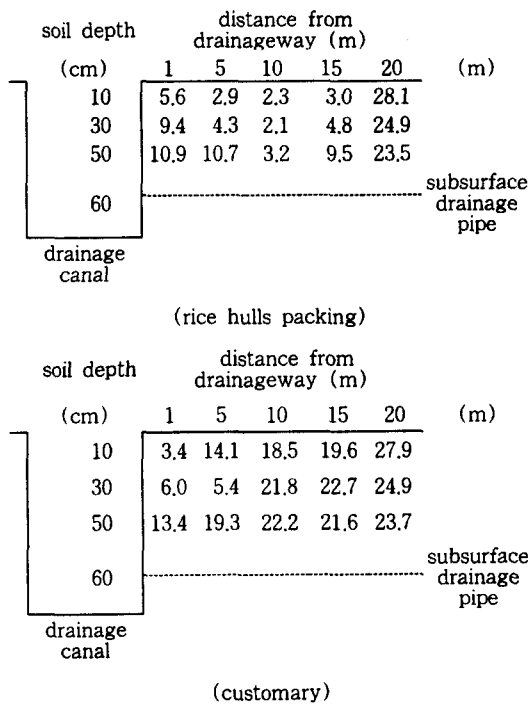 soil depth
distance from
drainageway (m)
(cm) 1 5 10 15 20 (m)
10 5.6 2.9 2.3 3.0 28.1
30 9.4 4.3 2.1 4.8 24.9
50 10.9 10.7 3.2 9.5 23.5
60
subsurface
drainage
pipe
drainage
canal
(rice hulls packing)
soil depth
distance from
drainageway (m)
(cm) 1 5 10 15 20 (m)
10 3.4 14.1 18.5 19.6 27.9
30 6.0 5.4 21.8 22.7 24.9
50 13.4 19.3 22.2 21.6 23.7
60
subsurface
drainage
pipe
drainage
canal
(customary)